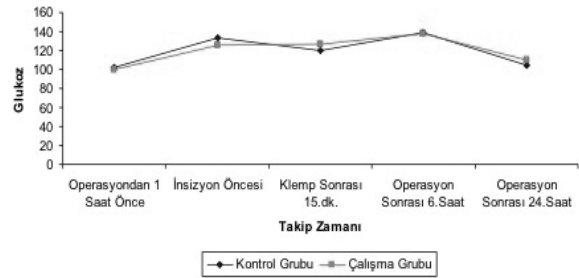 160
140
120
100
80
60
40
20
0
Glukoz
Operasyondan 1 İnsizyon Öncesi Klemp Sonrası Operasyon Operasyon
Saat Önce 15.dk. Sonrası 6.Saat Sonrası 24.Saat
Takip Zamanı
Kontrol Grubu Çalışma Grubu